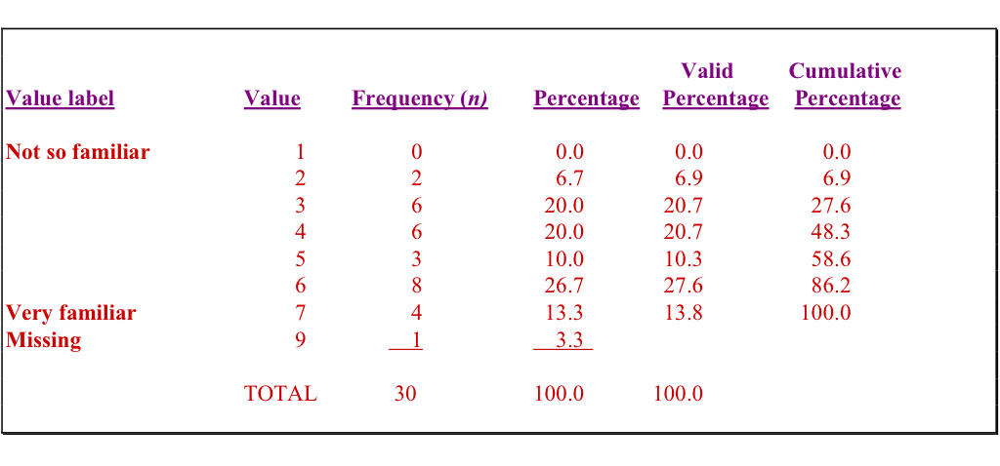 Valid Cumulative
Value label Value Frequency (n) Percentage Percentage Percentage
Not so familiar 1 0 0.0 0.0 0.0
2 2 6.7 6.9 6.9
3 6 20.0 20.7 27.6
4 6 20.0 20.7 48.3
5 3 10.0 10.3 58.6
6 8 26.7 27.6 86.2
Very familiar 7 4 13.3 13.8 100.0
Missing 9 1 3.3
TOTAL 30 100.0 100.0